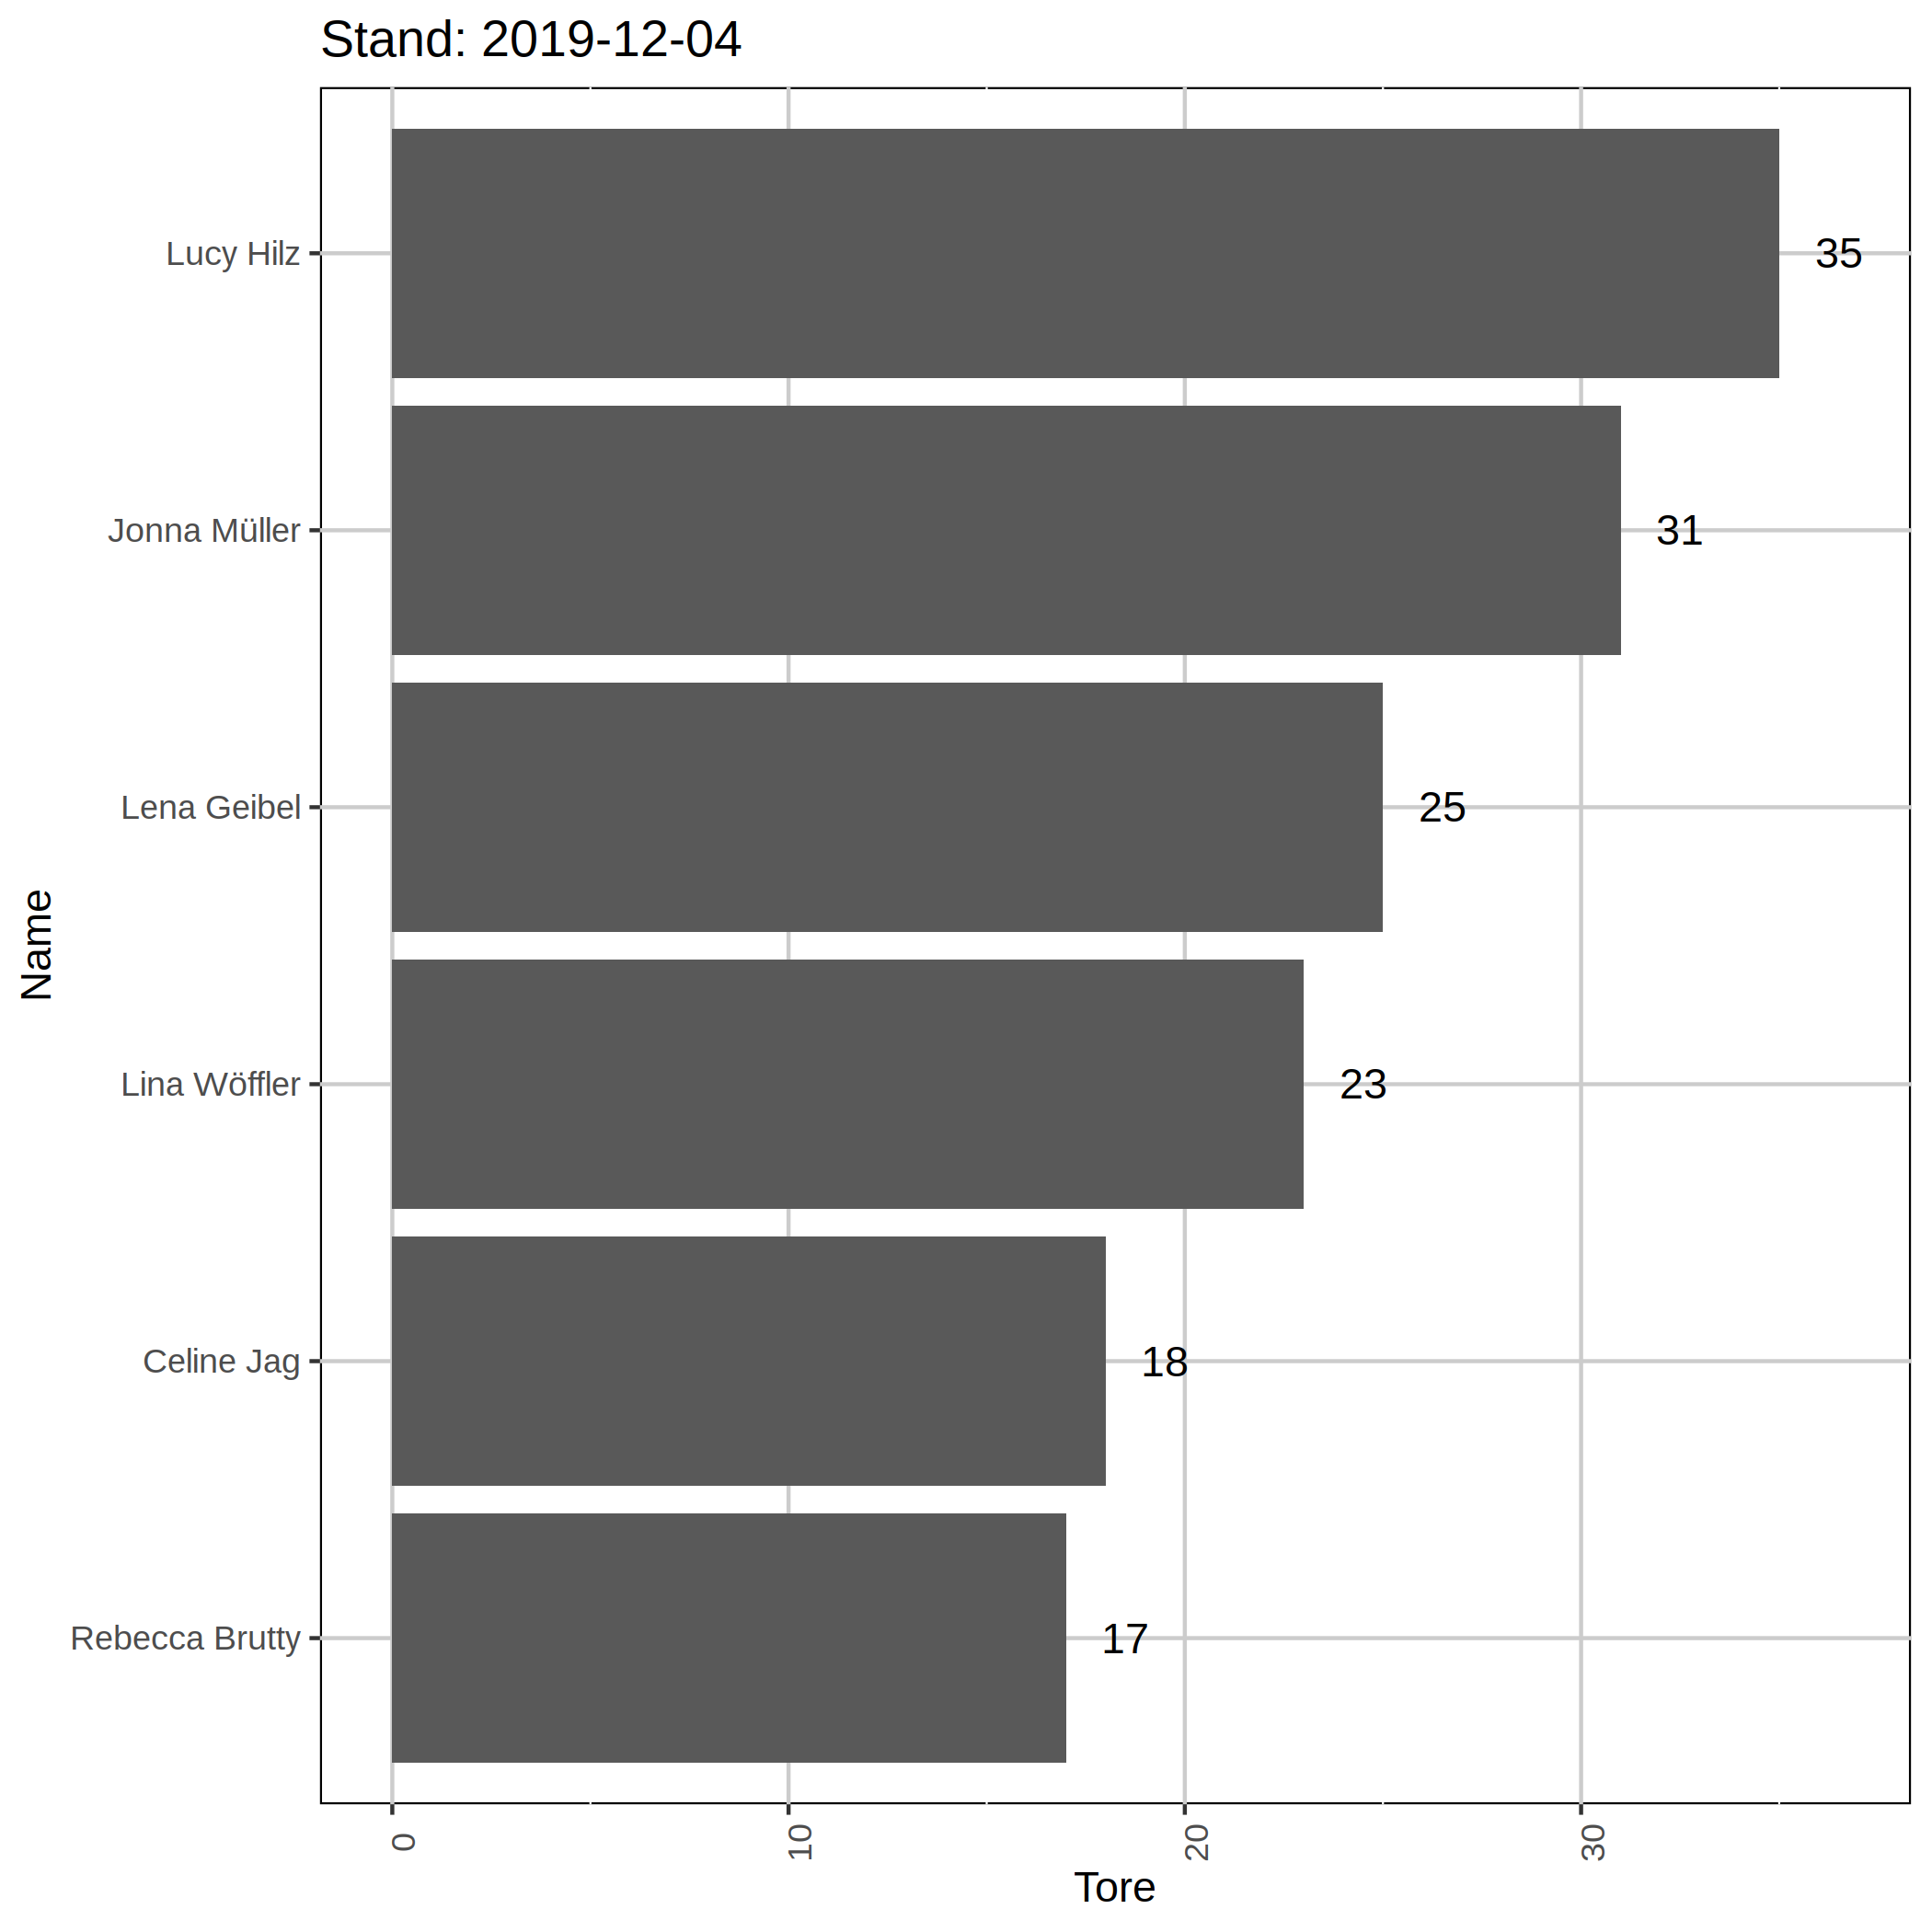 Stand: 2019-12-04
Lucy Hilz 35
Jonna Müller 31
Lena Geibel 25
Name
Lina Wöffler 23
Celine Jag 18
Rebecca Brutty 17
0 10 20 30
Tore